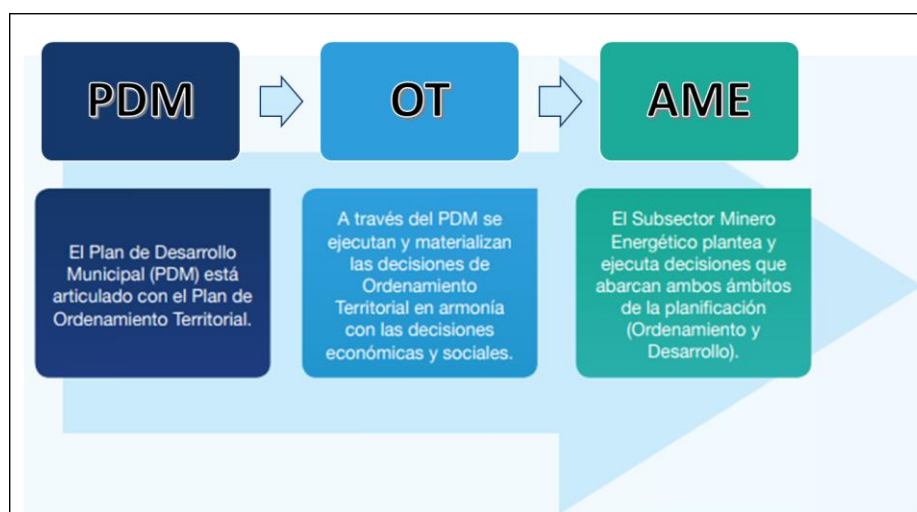 PDM
OT
AME
El Plan de Desarrollo
Municipal (PDM) está
articulado con el Plan de
Ordenamiento Territorial.
A través del PDM se
ejecutan y materializan
las decisiones de
Ordenamiento
Territorial en armonía
con las decisiones
económicas y sociales.
El Subsector Minero
Energético plantea y
ejecuta decisiones que
abarcan ambos ámbitos
de la planificación
(Ordenamiento y
Desarrollo).